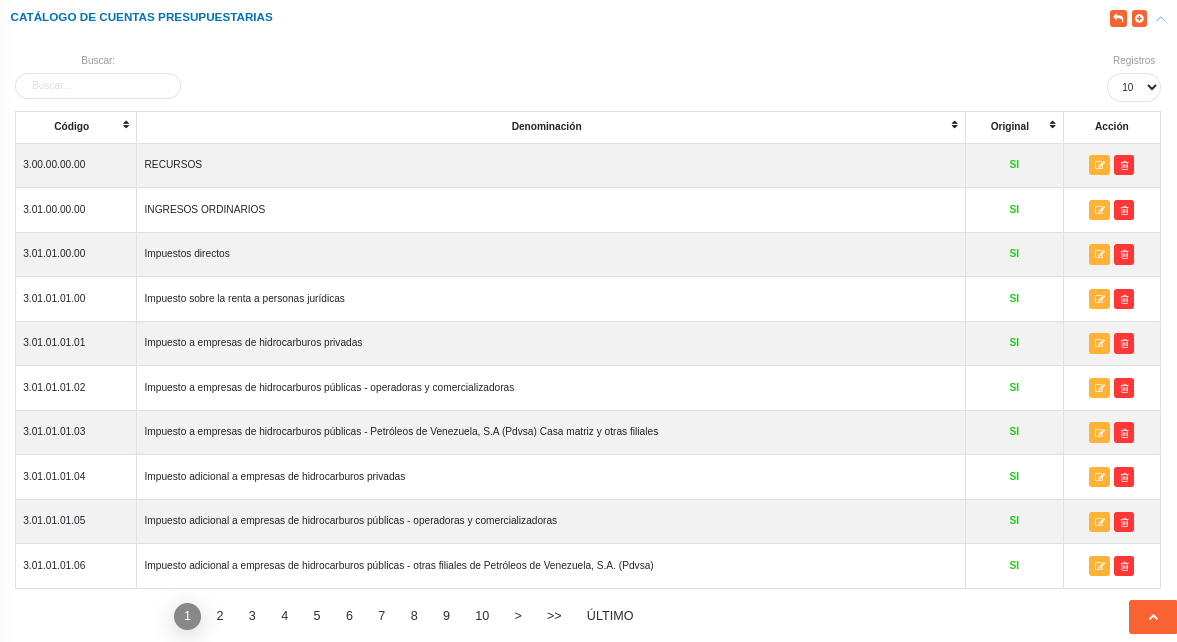 CATÁLOGO DE CUENTAS PRESUPUESTARIAS
Buscar:
Registros
Buscar...
10
Código Denominación Original Acción
3.00.00.00.00 RECURSOS SI
3.01.00.00.00 INGRESOS ORDINARIOS SI
3.01.01.00.00 Impuestos directos SI
3.01.01.01.00 Impuesto sobre la renta a personas jurídicas SI
3.01.01.01.01 Impuesto a empresas de hidrocarburos privadas SI
3.01.01.01.02 Impuesto a empresas de hidrocarburos públicas - operadoras y comercializadoras SI
3.01.01.01.03 Impuesto a empresas de hidrocarburos públicas - Petróleos de Venezuela, S.A (Pdvsa) Casa matriz y otras filiales SI
3.01.01.01.04 Impuesto adicional a empresas de hidrocarburos privadas SI
3.01.01.01.05 Impuesto adicional a empresas de hidrocarburos públicas - operadoras y comercializadoras SI
3.01.01.01.06 Impuesto adicional a empresas de hidrocarburos públicas - otras filiales de Petróleos de Venezuela, S.A. (Pdvsa) SI
1 2 3 4 5 6 7 8 9 10 > >> ÚLTIMO